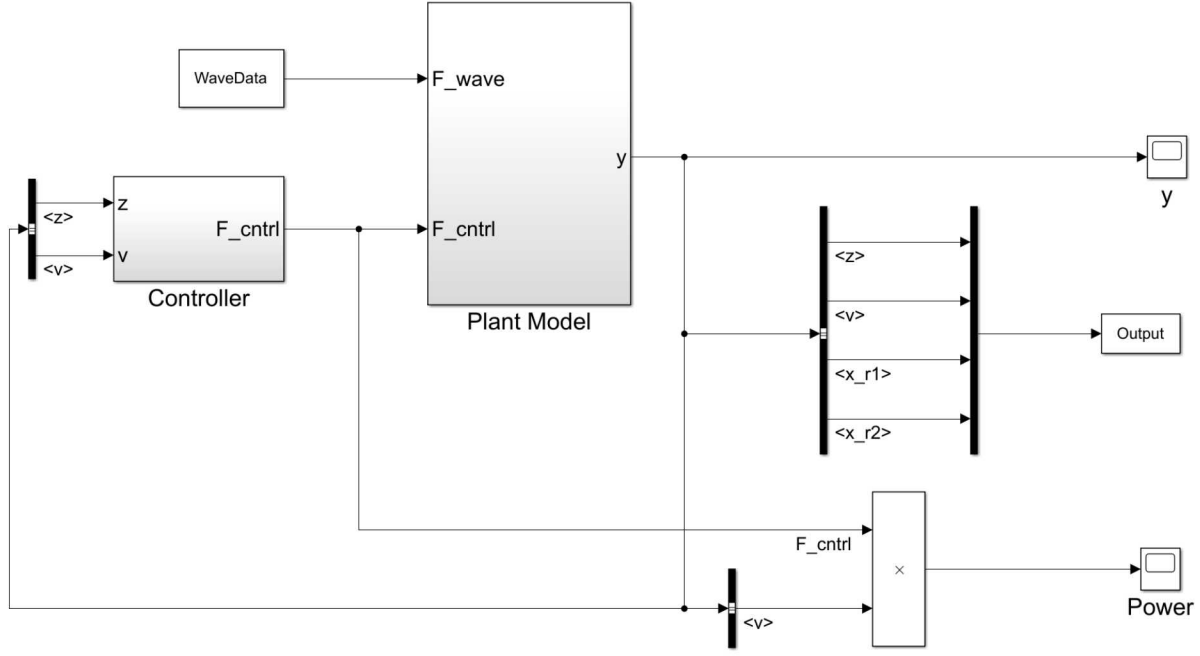 WaveData
F_wave
y
y
<z>
z
F_cntrl
F_cntrl
<v>
v
Controller
Plant Model
<z>
<v>
Output
<x_r1>
<x_r2>
F_cntrl
×
<v>
Power